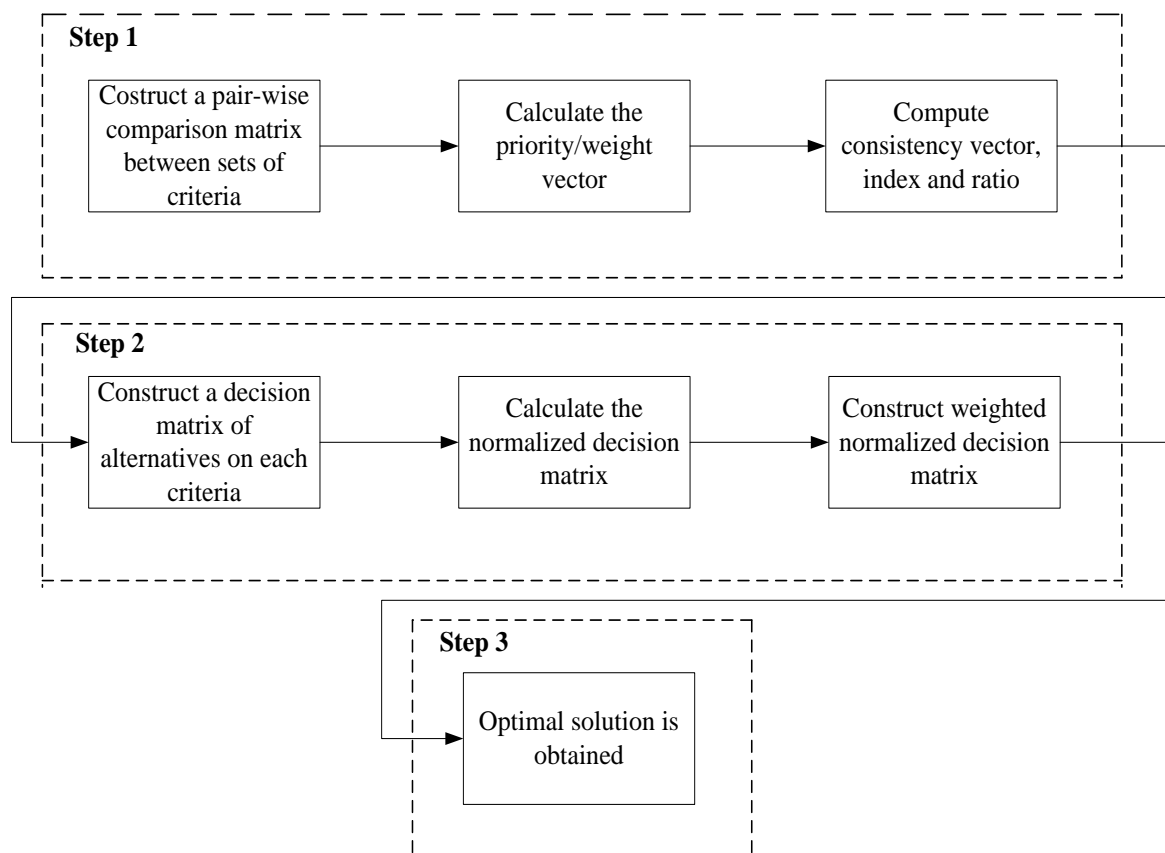 Step 1
Costruct a pair-wise
comparison matrix
between sets of
criteria
Calculate the
priority/weight
vector
Compute
consistency vector,
index and ratio
Step 2
Construct a decision
matrix of
alternatives on each
criteria
Calculate the
normalized decision
matrix
Construct weighted
normalized decision
matrix
Step 3
Optimal solution is
obtained